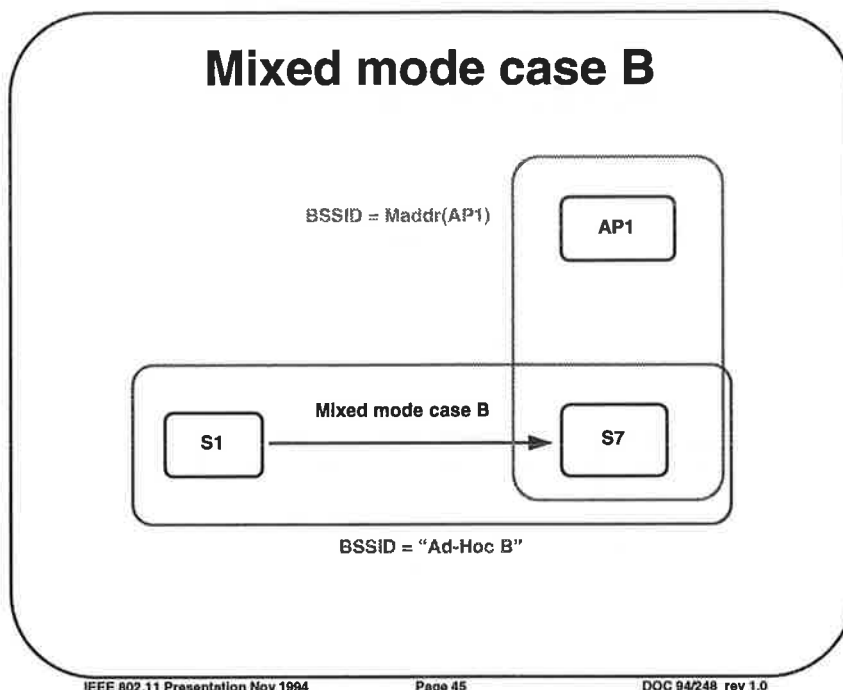 Mixed mode case B
BSSID = Maddr(AP1)
AP1
Mixed mode case B
S1
S7
BSSID = “Ad-Hoc B”
IEEE 802.11 Presentation Nov 1994 Page 45 DOC 94/248 rev 1.0